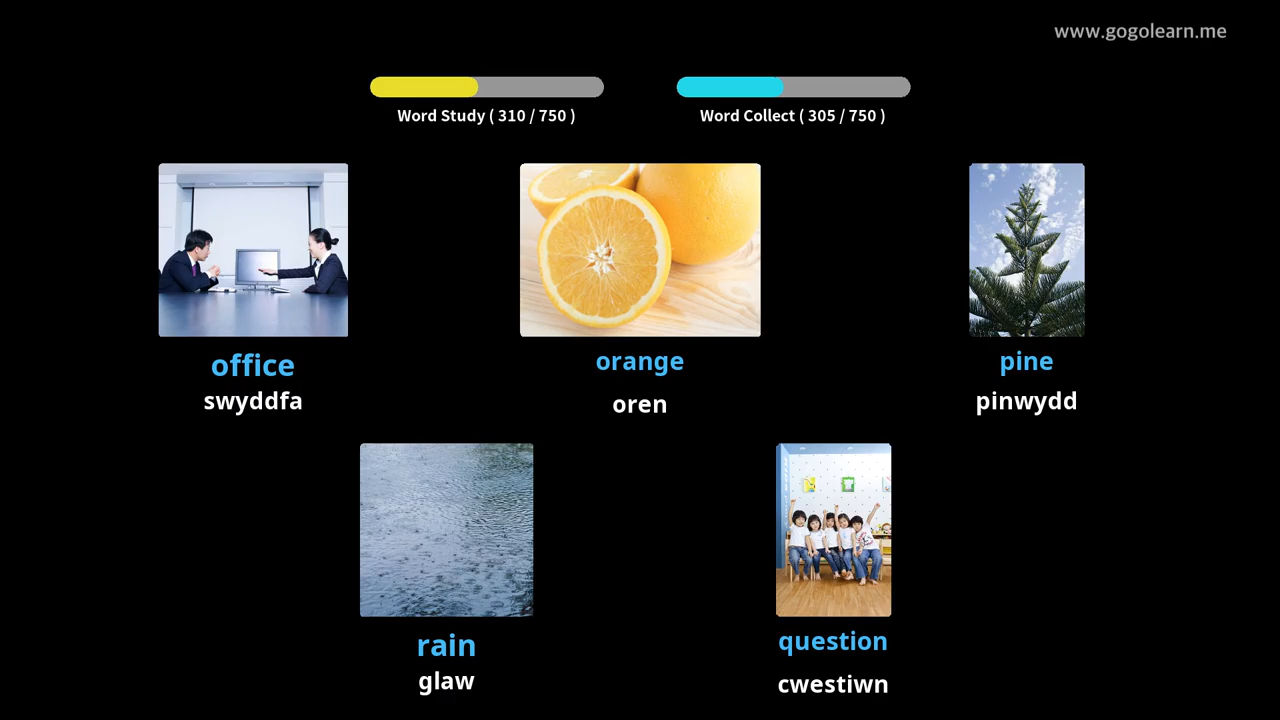 www.gogolearn.me
Word Study ( 310 / 750 )
Word Collect ( 305 / 750 )
office
swyddfa
orange
oren
pine
pinwydd
rain
glaw
question
cwestiwn